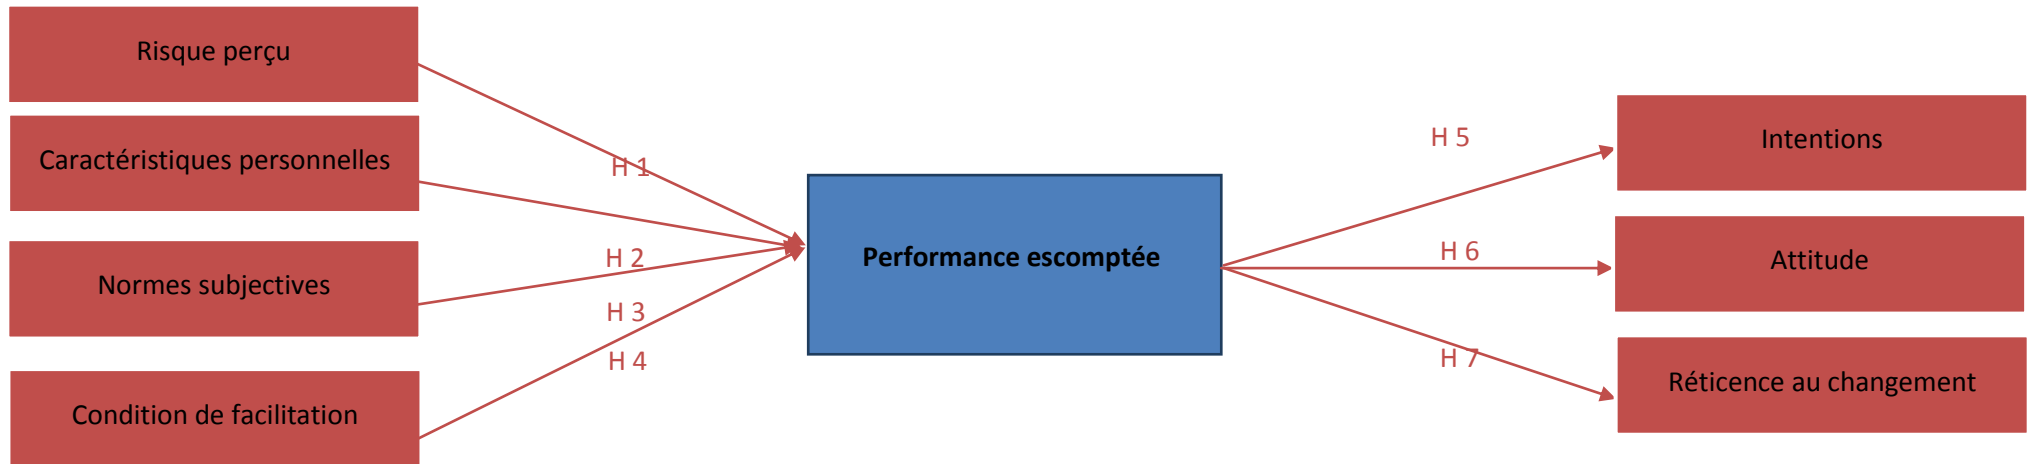 Risque perçu
Caractéristiques personnelles
Normes subjectives
Condition de facilitation
H 1
H 2
H 3
H 4
Performance escomptée
H 5
H 6
H 7
Intentions
Attitude
Réticence au changement